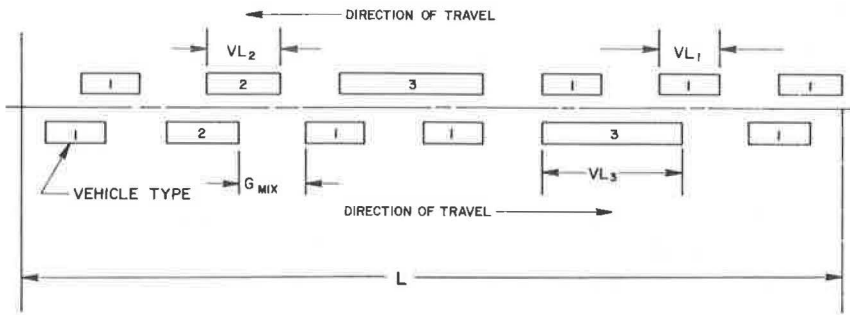 DIRECTION OF TRAVEL
VL₂ VL₁
1 2 3 1 1 1
1 2 1 1 3 1
G MIX VL₃
VEHICLE TYPE
DIRECTION OF TRAVEL
L